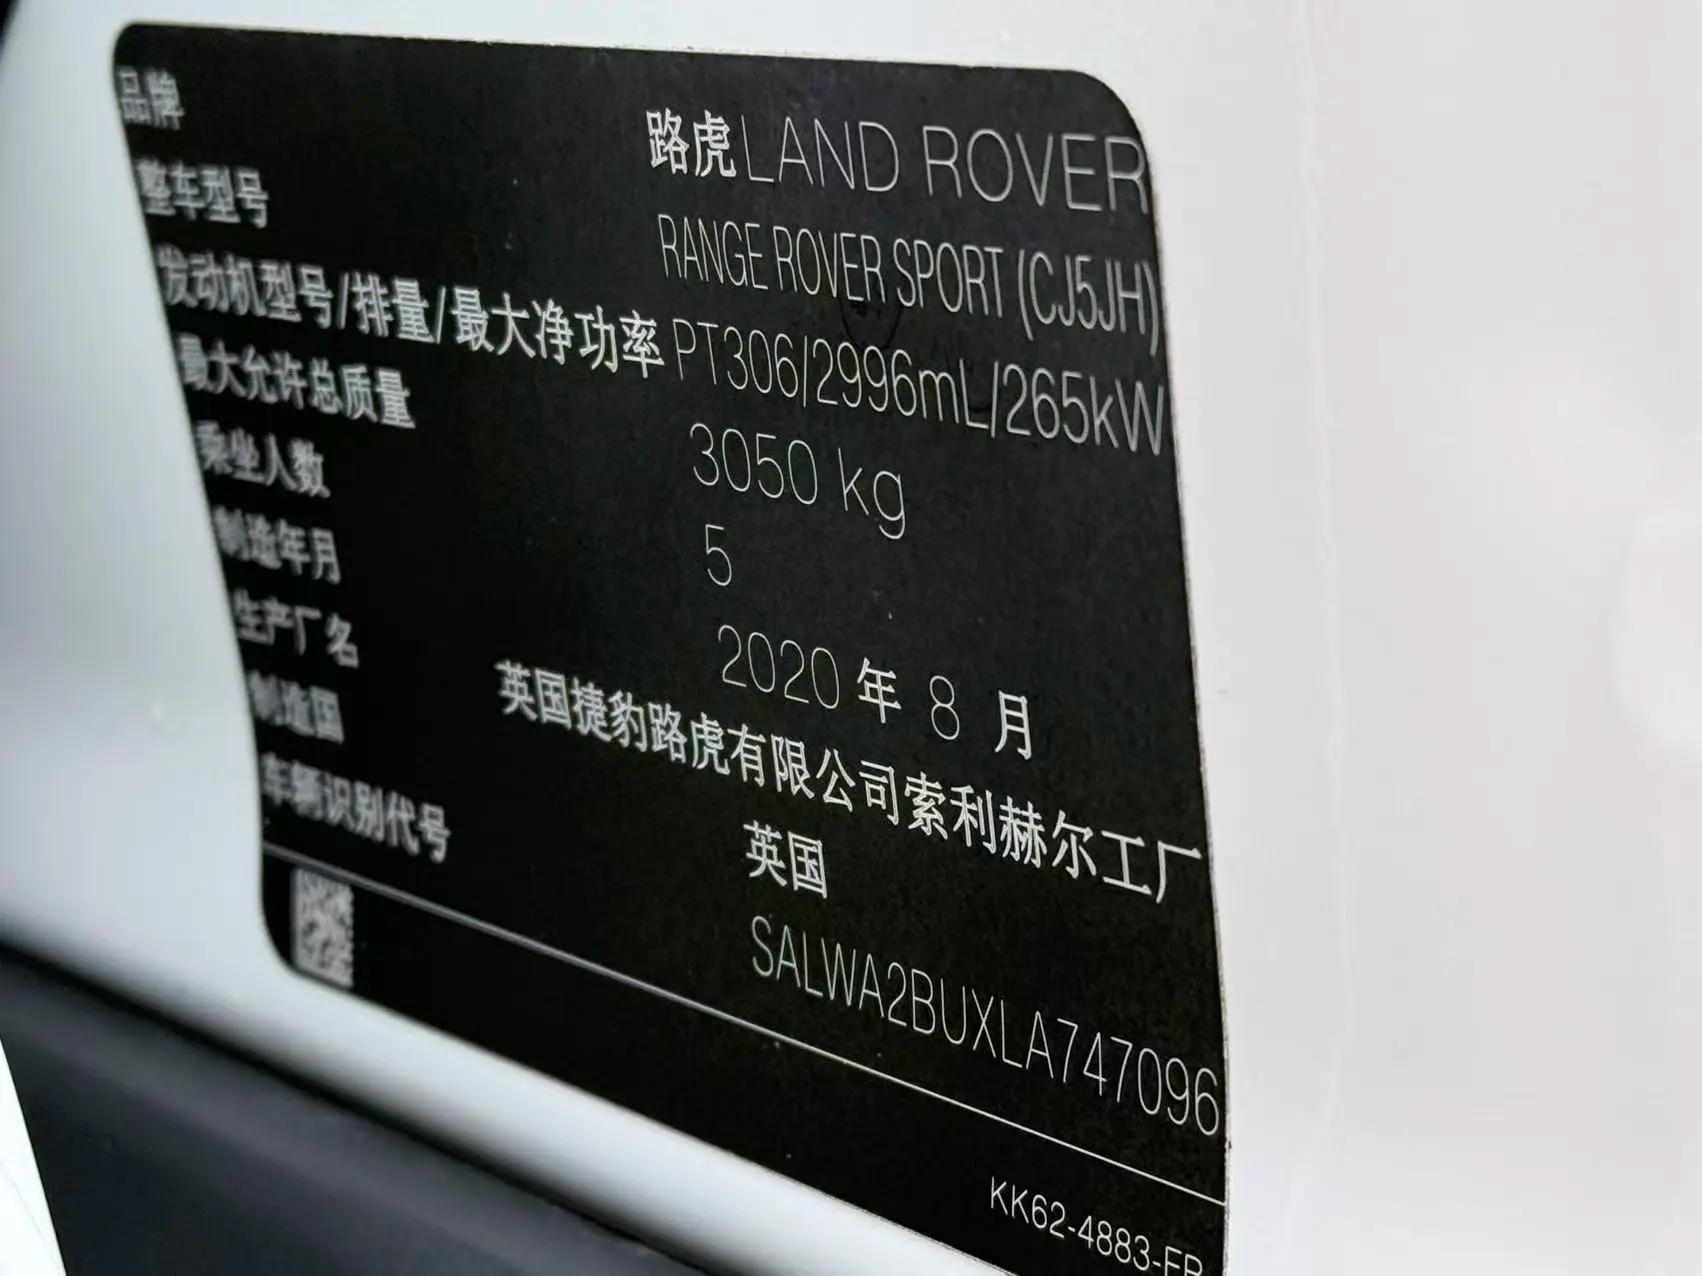 品牌 路虎LAND ROVER
整车型号 RANGE ROVER SPORT (CJ5JH)
发动机型号/排量/最大净功率 PT306/2996mL/265kW
最大允许总质量 3050 kg
乘坐人数 5
制造年月 2020 年 8 月
生产厂名 英国捷豹路虎有限公司索利赫尔工厂
制造国 英国
车辆识别代号 SALWA2BUXLA747096
KK62-4883-FB